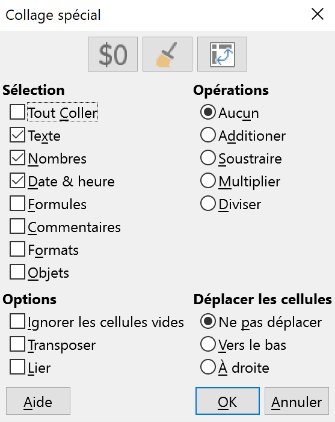 Collage spécial
$0
Sélection
Tout Coller
Texte
Nombres
Date & heure
Formules
Commentaires
Formats
Objets
Opérations
Aucun
Additioner
Soustraire
Multiplier
Diviser
Options
Ignorer les cellules vides
Transposer
Lier
Déplacer les cellules
Ne pas déplacer
Vers le bas
À droite
Aide
OK
Annuler